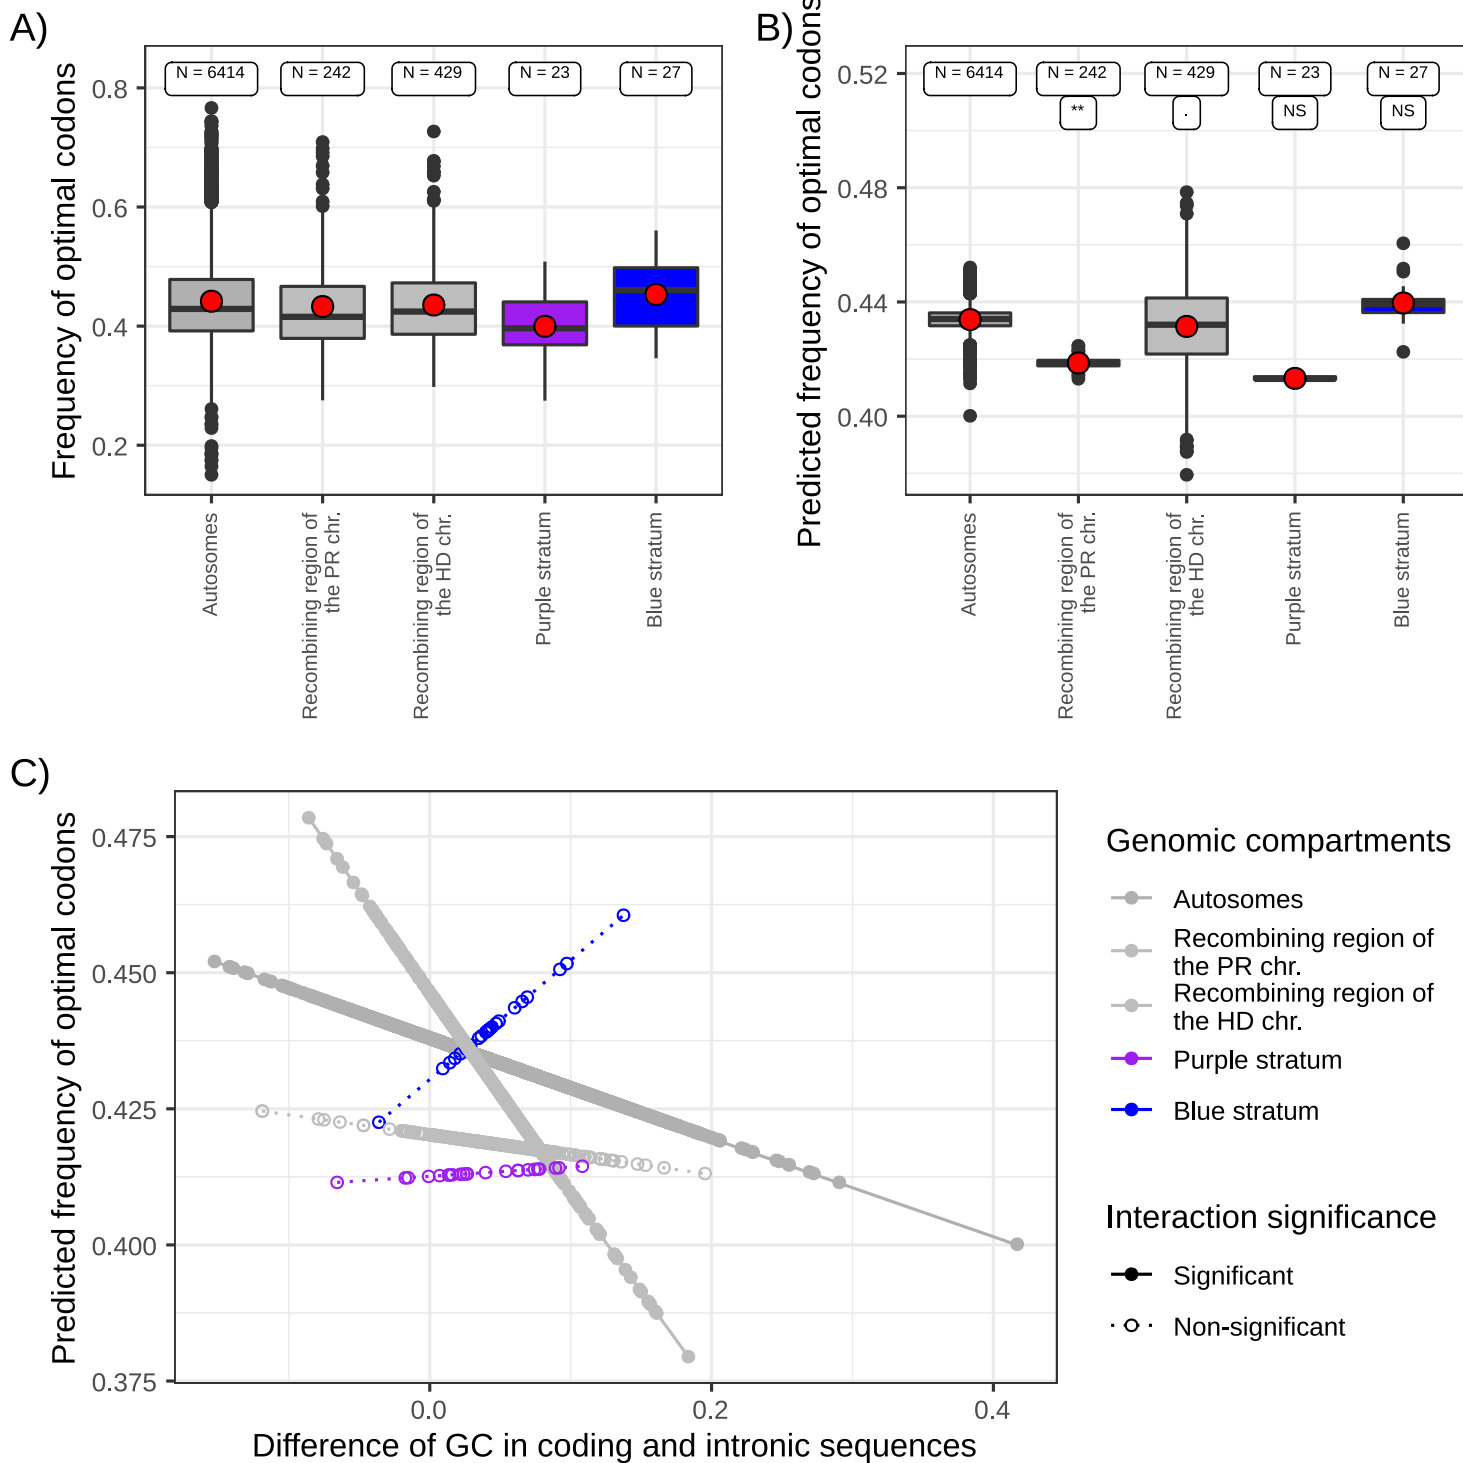 A)
Frequency of optimal codons
0.8
0.6
0.4
0.2
N = 6414
N = 242
N = 429
N = 23
N = 27
Autosomes
Recombining region of
the PR chr.
Recombining region of
the HD chr.
Purple stratum
Blue stratum
B)
Predicted frequency of optimal codons
0.52
0.48
0.44
0.40
N = 6414
N = 242
N = 429
N = 23
N = 27
**
.
NS
NS
Autosomes
Recombining region of
the PR chr.
Recombining region of
the HD chr.
Purple stratum
Blue stratum
C)
Predicted frequency of optimal codons
0.475
0.450
0.425
0.400
0.375
0.0
0.2
0.4
Difference of GC in coding and intronic sequences
Genomic compartments
Autosomes
Recombining region of
the PR chr.
Recombining region of
the HD chr.
Purple stratum
Blue stratum
Interaction significance
Significant
Non-significant